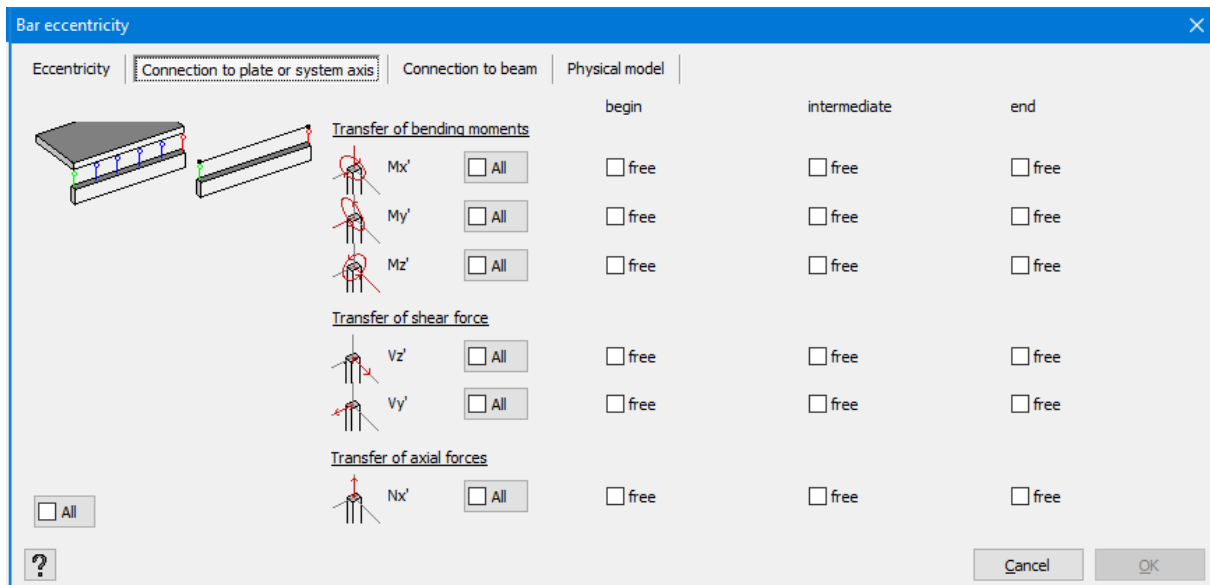 Bar eccentricity
Eccentricity Connection to plate or system axis Connection to beam Physical model
begin intermediate end
Transfer of bending moments
Mx' All free free free
My' All free free free
Mz' All free free free
Transfer of shear force
Vz' All free free free
Vy' All free free free
Transfer of axial forces
Nx' All free free free
All
? Cancel OK